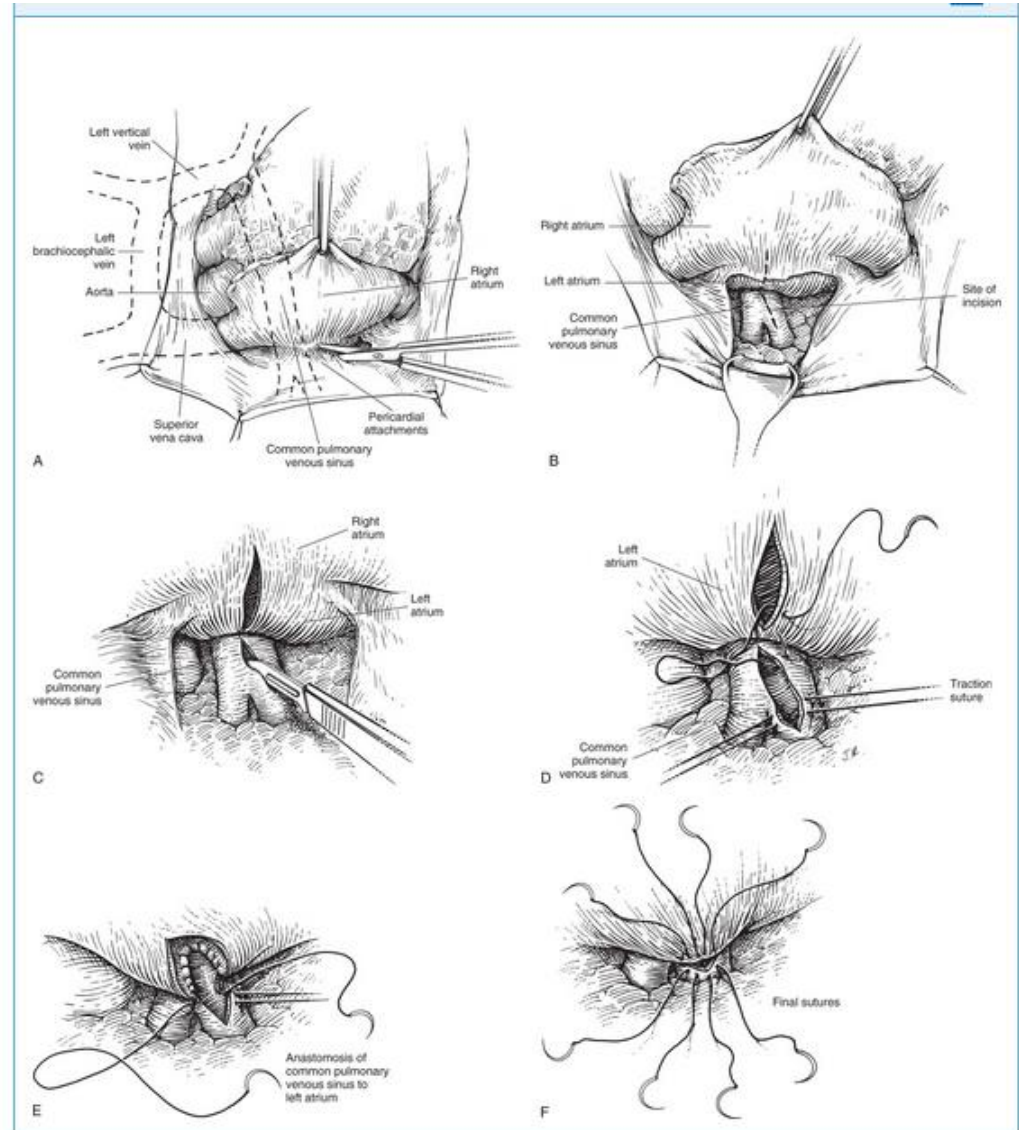 Left vertical
vein
Left
brachiocephalic
vein
Aorta
Right
atrium
Superior
vena cava
Pericardial
attachments
Common pulmonary
venous sinus
A
Right atrium
Left atrium
Common
pulmonary
venous sinus
Site of
incision
B
Right
atrium
Left
atrium
Common
pulmonary
venous sinus
C
Left
atrium
Traction
suture
Common
pulmonary
venous sinus
J.R.
D
Anastomosis of
common pulmonary
venous sinus to
left atrium
E
Final sutures
F